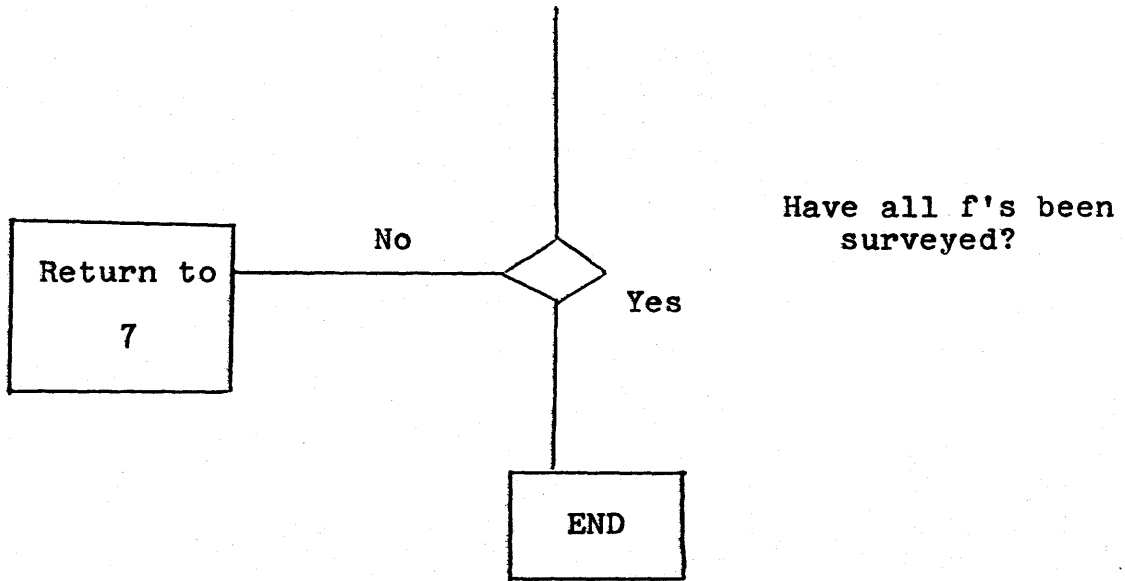 Have all f's been
surveyed?
No
Return to
7
Yes
END